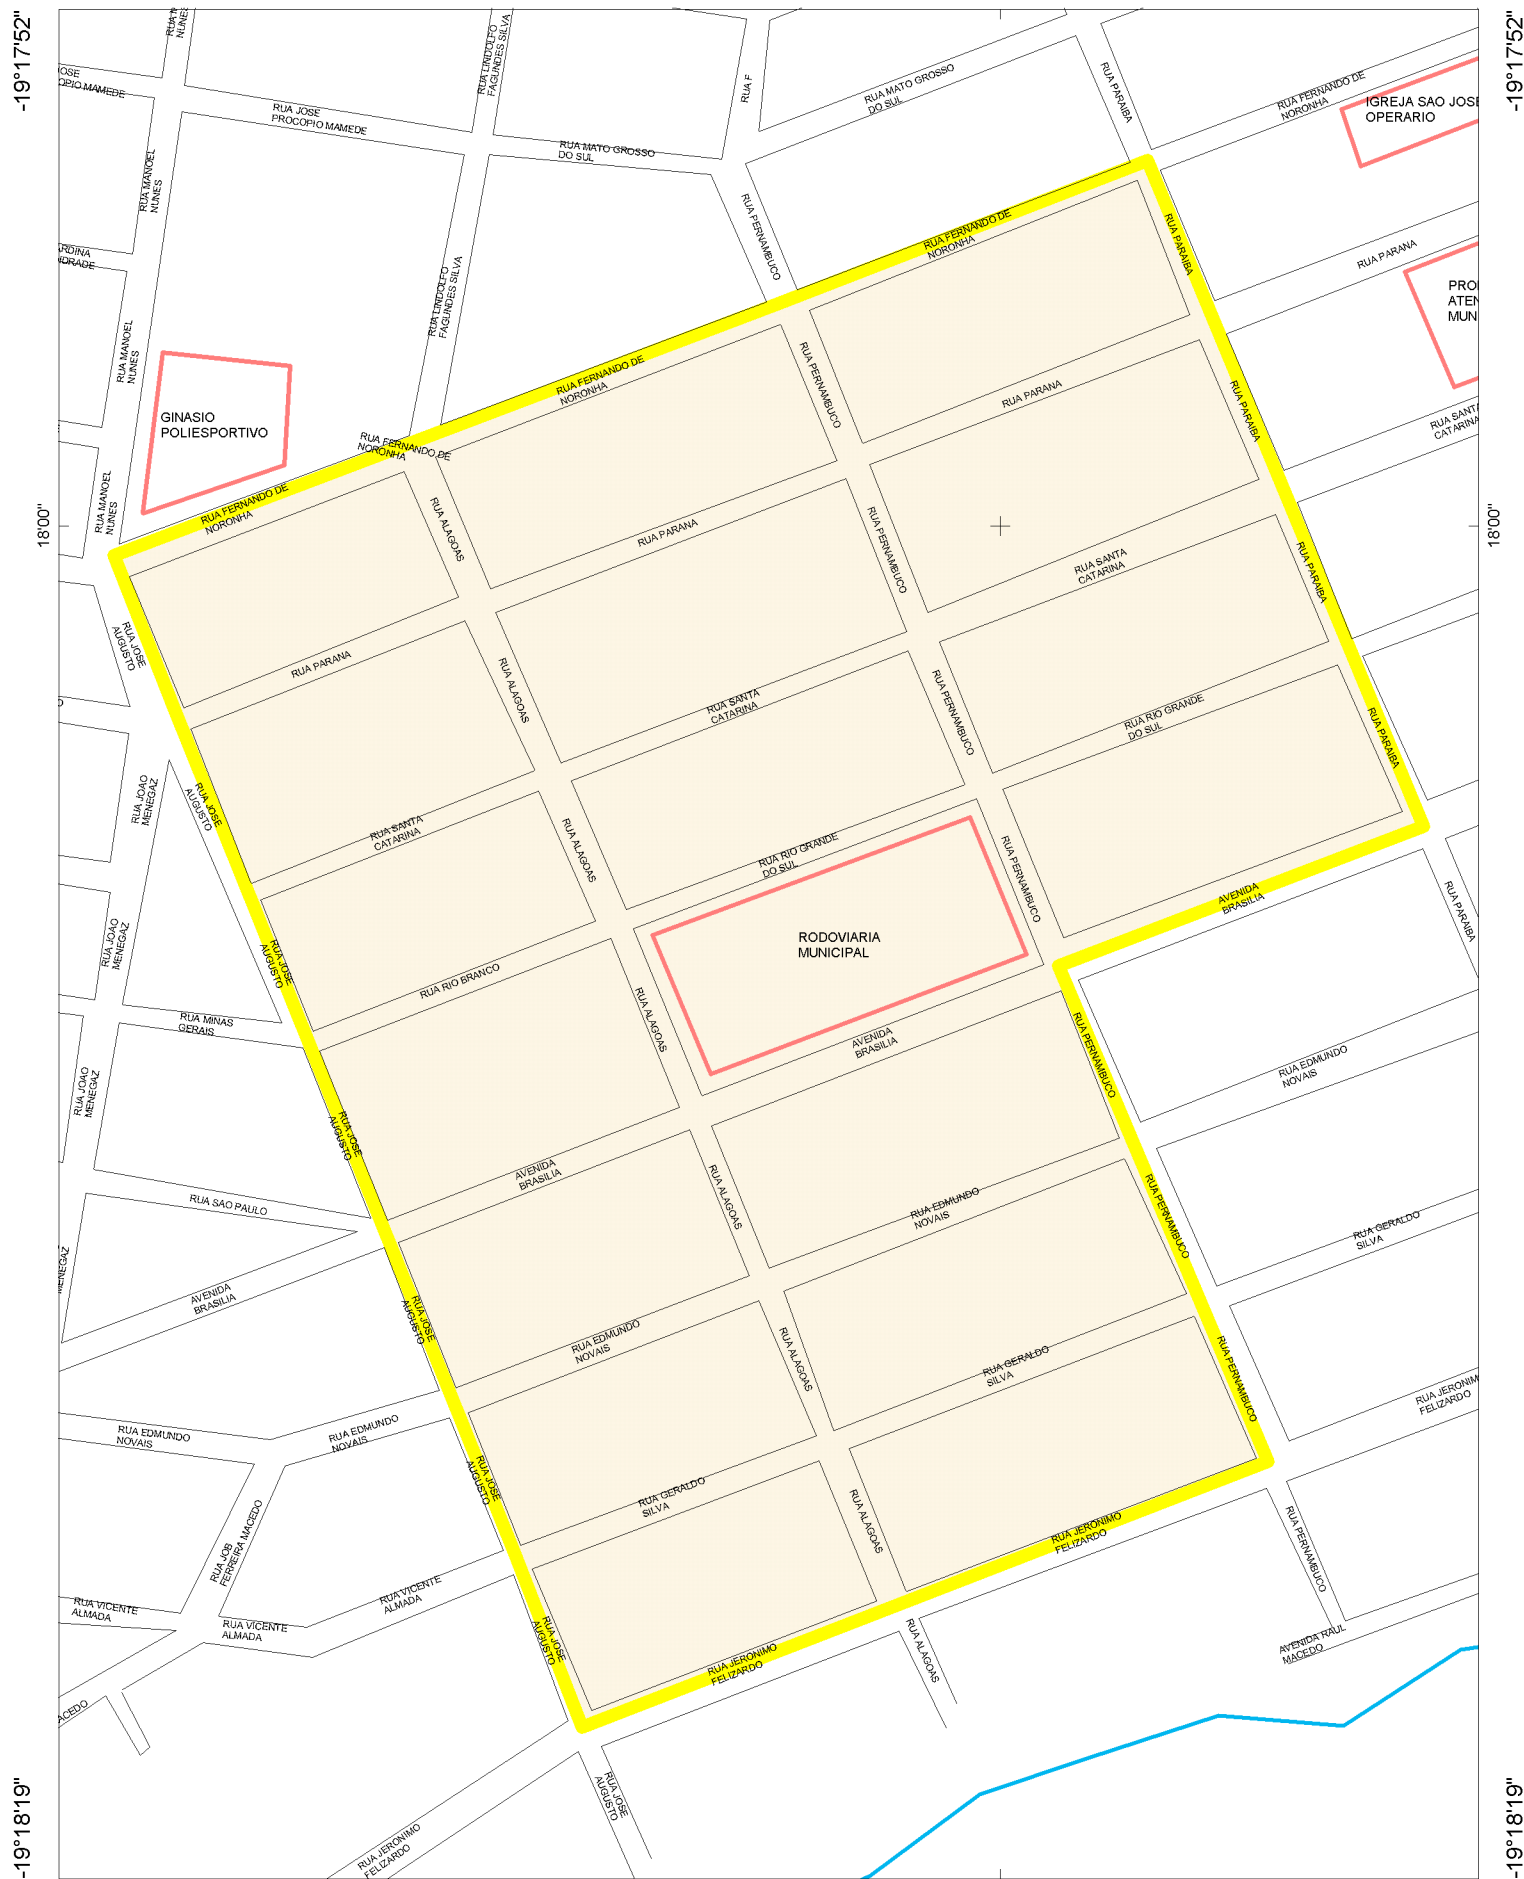 -19°17'52"
-19°17'52"
RUA LINDOLFO
FAGUNDES SILVA
RUA F
RUA MATO GROSSO
DO SUL
RUA PARAIBA
RUA FERNANDO DE
NORONHA
IGREJA SAO JOSE
OPERARIO
OPIO MAMEDE
RUA JOSE
PROCOPIO MAMEDE
RUA MATO GROSSO
DO SUL
RUA MANOEL
NUNES
RUA PERNAMBUCO
RUA FERNANDO DE
NORONHA
RUA PARAIBA
RUA PARANA
RUA LINDOLFO
FAGUNDES SILVA
RUA MANOEL
NUNES
GINASIO
POLIESPORTIVO
RUA FERNANDO DE
NORONHA
RUA PERNAMBUCO
RUA PARANA
RUA PARAIBA
RUA SANTA
CATARINA
RUA FERNANDO DE
NORONHA
RUA FERNANDO DE
NORONHA
RUA MANOEL
NUNES
RUA ALAGOAS
RUA PARANA
RUA PERNAMBUCO
RUA SANTA
CATARINA
RUA PARAIBA
18'00"
18'00"
RUA JOSE
AUGUSTO
RUA PARANA
RUA ALAGOAS
RUA SANTA
CATARINA
RUA PERNAMBUCO
RUA RIO GRANDE
DO SUL
RUA PARAIBA
RUA JOAO
MENEGAZ
RUA JOSE
AUGUSTO
RUA SANTA
CATARINA
RUA ALAGOAS
RUA RIO GRANDE
DO SUL
RUA PERNAMBUCO
AVENIDA
BRASILIA
RUA PARAIBA
RUA JOAO
MENEGAZ
RUA JOSE
AUGUSTO
RUA RIO BRANCO
RODOVIARIA
MUNICIPAL
RUA MINAS
GERAIS
RUA ALAGOAS
AVENIDA
BRASILIA
RUA PERNAMBUCO
RUA EDMUNDO
NOVAIS
RUA JOAO
MENEGAZ
RUA JOSE
AUGUSTO
AVENIDA
BRASILIA
RUA ALAGOAS
RUA EDMUNDO
NOVAIS
RUA PERNAMBUCO
RUA GERALDO
SILVA
RUA SAO PAULO
MENEGAZ
AVENIDA
BRASILIA
RUA JOSE
AUGUSTO
RUA EDMUNDO
NOVAIS
RUA ALAGOAS
RUA GERALDO
SILVA
RUA PERNAMBUCO
FELIZARDO
RUA EDMUNDO
NOVAIS
RUA EDMUNDO
NOVAIS
RUA JOSE
AUGUSTO
RUA GERALDO
SILVA
RUA ALAGOAS
RUA JERONIMO
FELIZARDO
RUA PERNAMBUCO
RUA JOB
FERREIRA MACEDO
RUA VICENTE
ALMADA
RUA VICENTE
ALMADA
RUA VICENTE
ALMADA
RUA JOSE
AUGUSTO
RUA JERONIMO
FELIZARDO
RUA ALAGOAS
AVENIDA RAUL
MACEDO
RUA JOSE
AUGUSTO
RUA JERONIMO
FELIZARDO
-19°18'19"
-19°18'19"